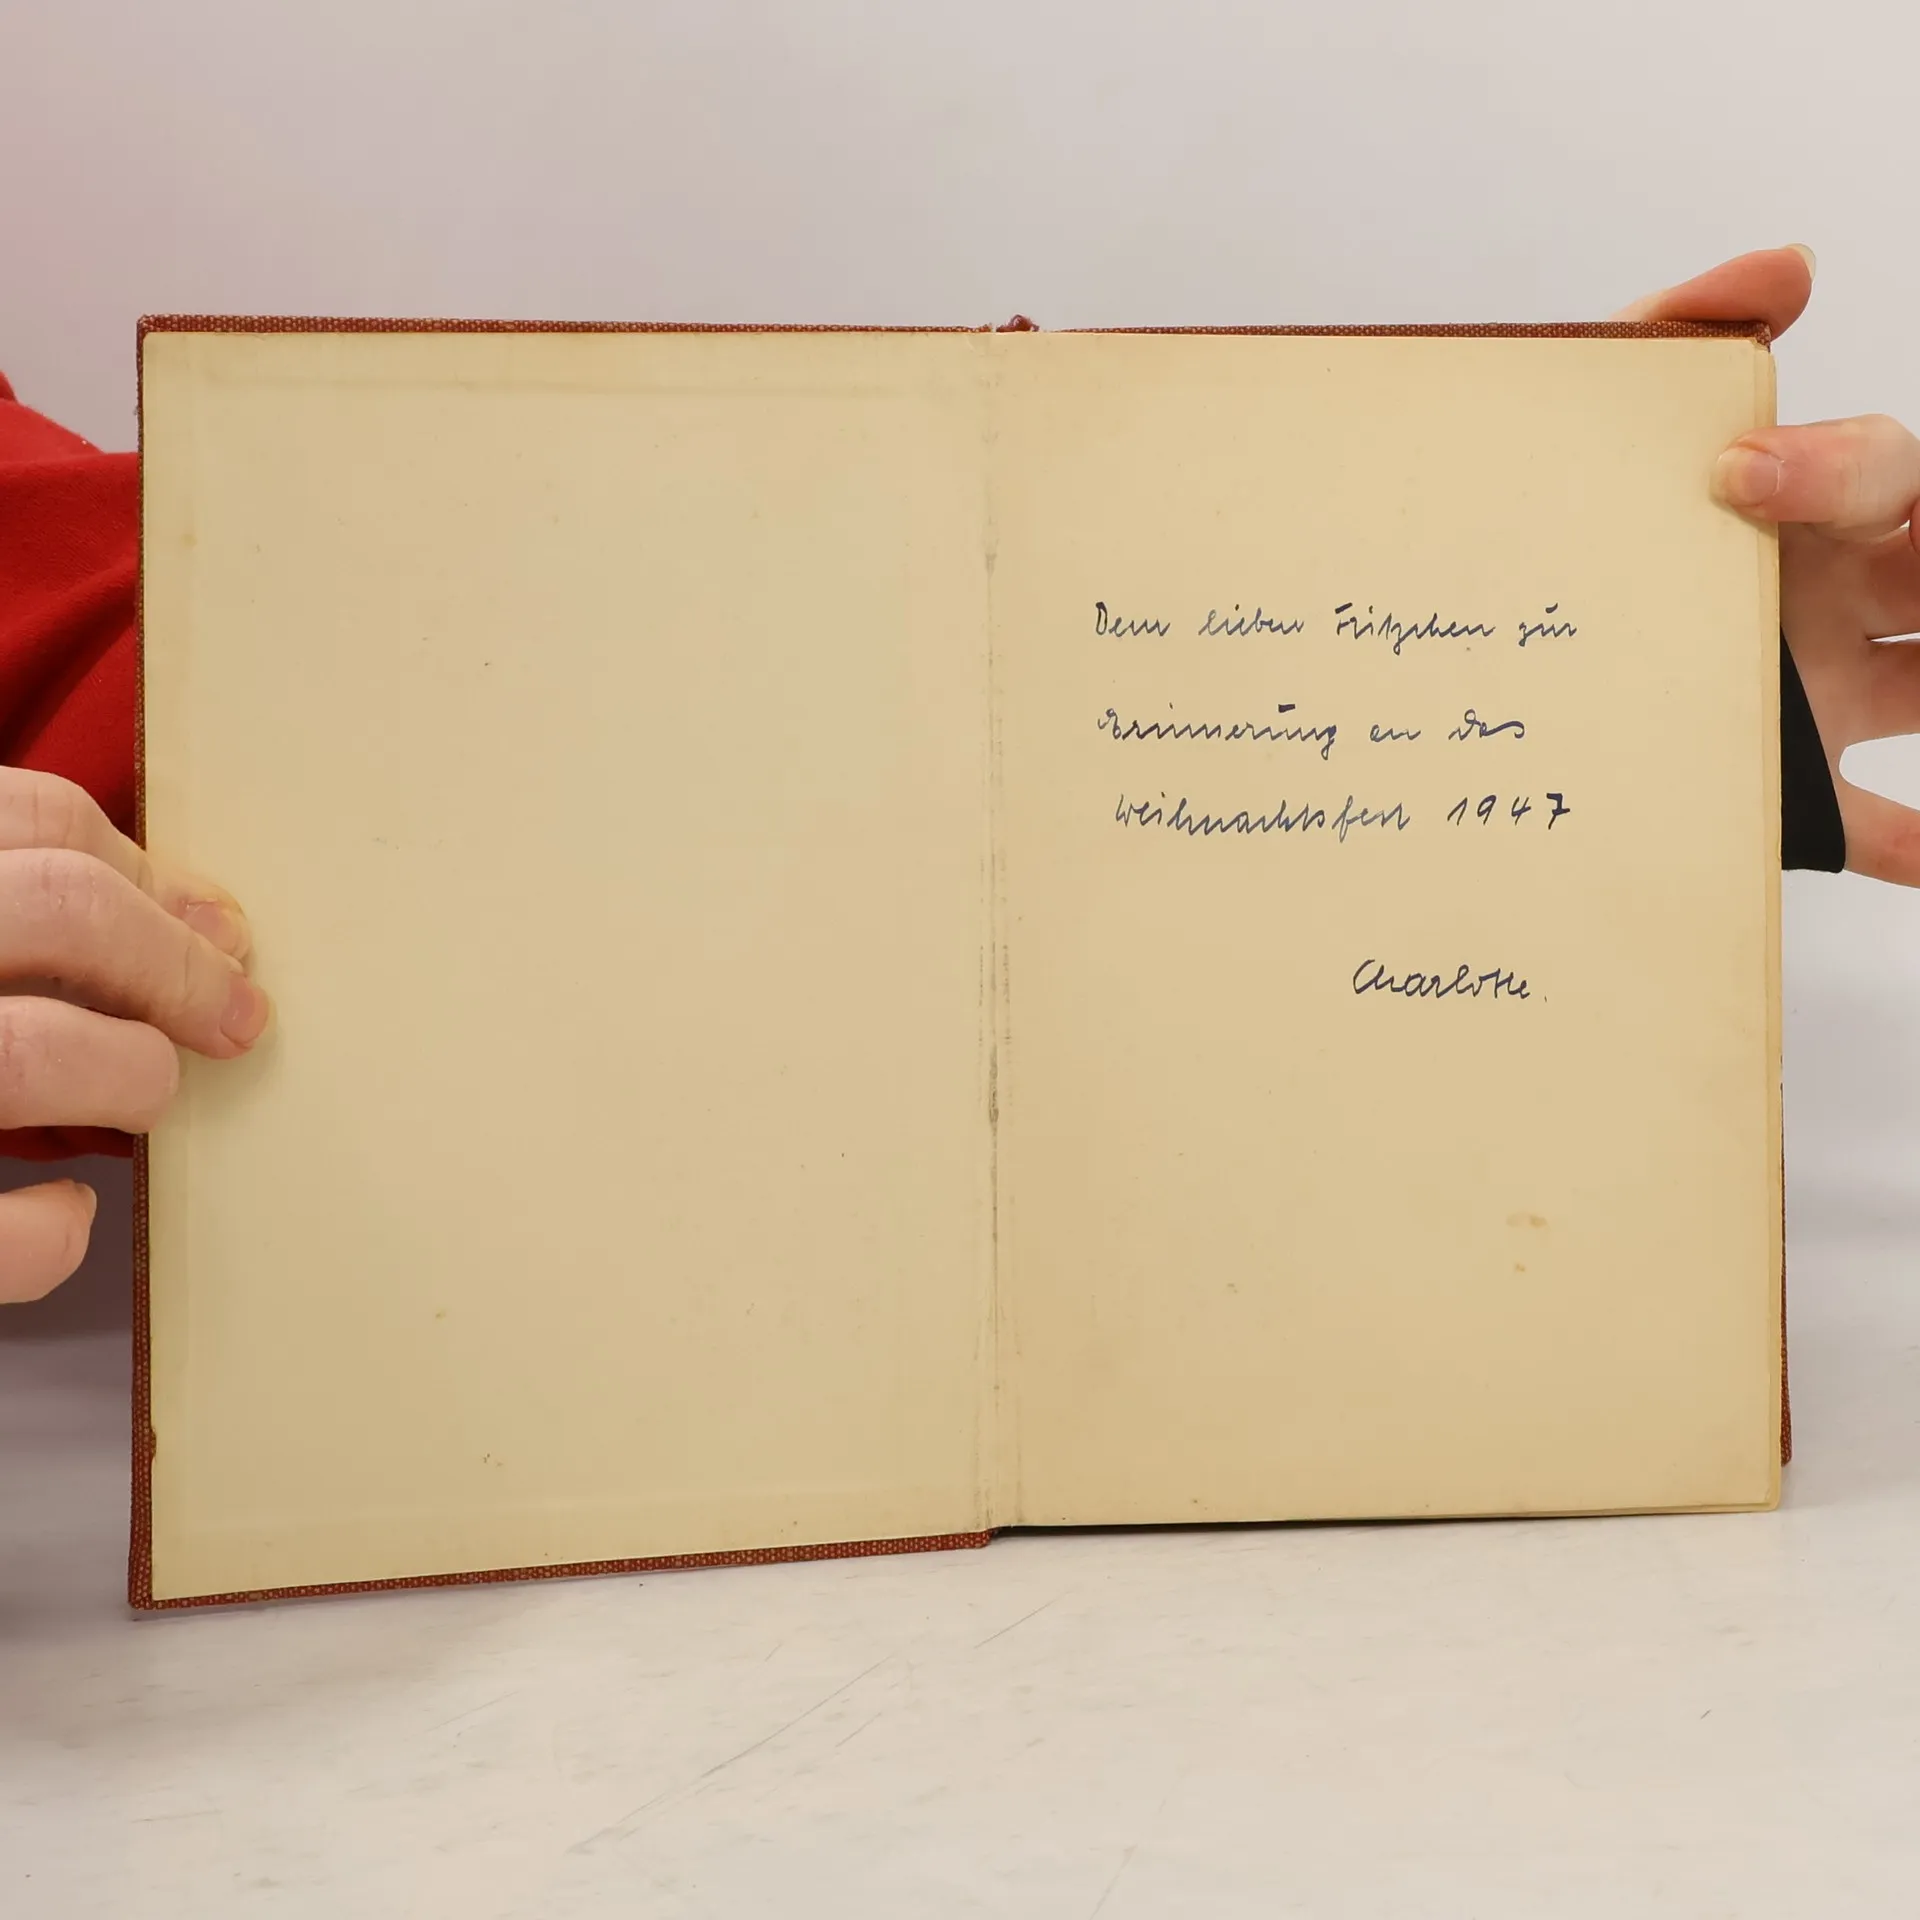 Dem lieben Fritzchen zur
Erinnerung an das
Weihnachtsfest 1947
Charlotte.